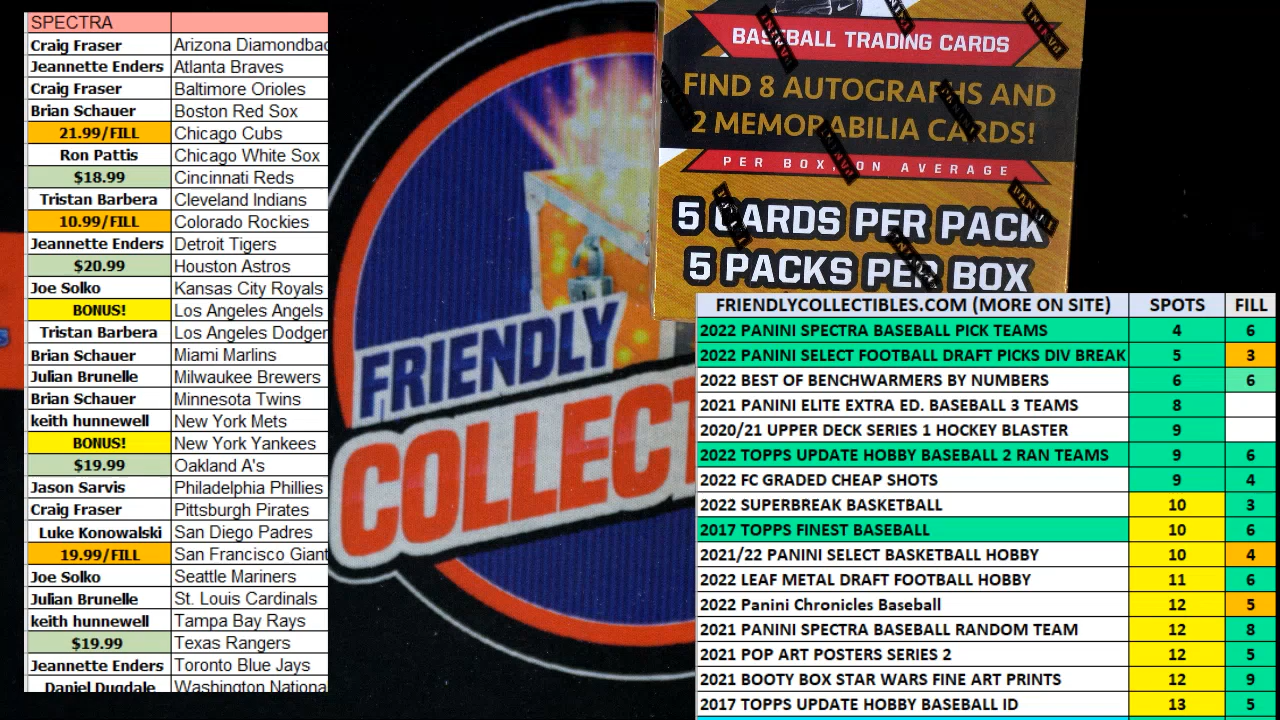 SPECTRA
Craig Fraser Arizona Diamondbac
Jeannette Enders Atlanta Braves
Craig Fraser Baltimore Orioles
Brian Schauer Boston Red Sox
21.99/FILL Chicago Cubs
Ron Pattis Chicago White Sox
$18.99 Cincinnati Reds
Tristan Barbera Cleveland Indians
10.99/FILL Colorado Rockies
Jeannette Enders Detroit Tigers
$20.99 Houston Astros
Joe Solko Kansas City Royals
BONUS! Los Angeles Angels
Tristan Barbera Los Angeles Dodger
Brian Schauer Miami Marlins
Julian Brunelle Milwaukee Brewers
Brian Schauer Minnesota Twins
keith hunnewell New York Mets
BONUS! New York Yankees
$19.99 Oakland A's
Jason Sarvis Philadelphia Phillies
Craig Fraser Pittsburgh Pirates
Luke Konowalski San Diego Padres
19.99/FILL San Francisco Giant
Joe Solko Seattle Mariners
Julian Brunelle St. Louis Cardinals
keith hunnewell Tampa Bay Rays
$19.99 Texas Rangers
Jeannette Enders Toronto Blue Jays
Daniel Dugdale Washington Nationa
FRIENDLY
COLLECT
BASEBALL TRADING CARDS
FIND 8 AUTOGRAPHS AND
2 MEMORABILIA CARDS!
PER BOX, ON AVERAGE
5 CARDS PER PACK
5 PACKS PER BOX
PANINI
PANINI
PANINI
PANINI
PANINI
PANINI
PANINI
PANINI
PANINI
FRIENDLYCOLLECTIBLES.COM (MORE ON SITE) SPOTS FILL
2022 PANINI SPECTRA BASEBALL PICK TEAMS 4 6
2022 PANINI SELECT FOOTBALL DRAFT PICKS DIV BREAK 5 3
2022 BEST OF BENCHWARMERS BY NUMBERS 6 6
2021 PANINI ELITE EXTRA ED. BASEBALL 3 TEAMS 8
2020/21 UPPER DECK SERIES 1 HOCKEY BLASTER 9
2022 TOPPS UPDATE HOBBY BASEBALL 2 RAN TEAMS 9 6
2022 FC GRADED CHEAP SHOTS 9 4
2022 SUPERBREAK BASKETBALL 10 3
2017 TOPPS FINEST BASEBALL 10 6
2021/22 PANINI SELECT BASKETBALL HOBBY 10 4
2022 LEAF METAL DRAFT FOOTBALL HOBBY 11 6
2022 Panini Chronicles Baseball 12 5
2021 PANINI SPECTRA BASEBALL RANDOM TEAM 12 8
2021 POP ART POSTERS SERIES 2 12 5
2021 BOOTY BOX STAR WARS FINE ART PRINTS 12 9
2017 TOPPS UPDATE HOBBY BASEBALL ID 13 5